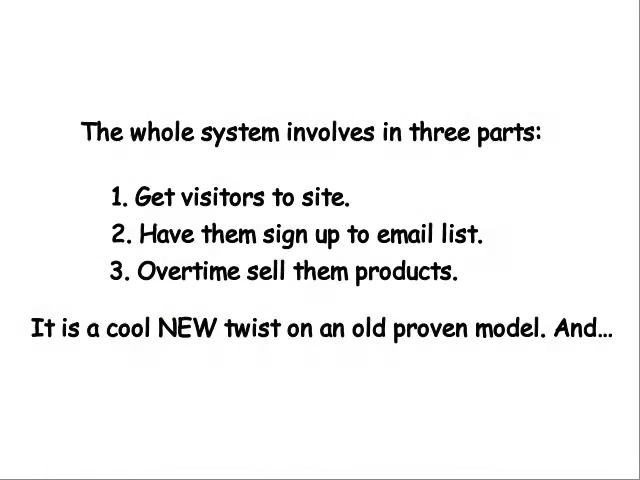 The whole system involves in three parts:
1. Get visitors to site.
2. Have them sign up to email list.
3. Overtime sell them products.
It is a cool NEW twist on an old proven model. And...